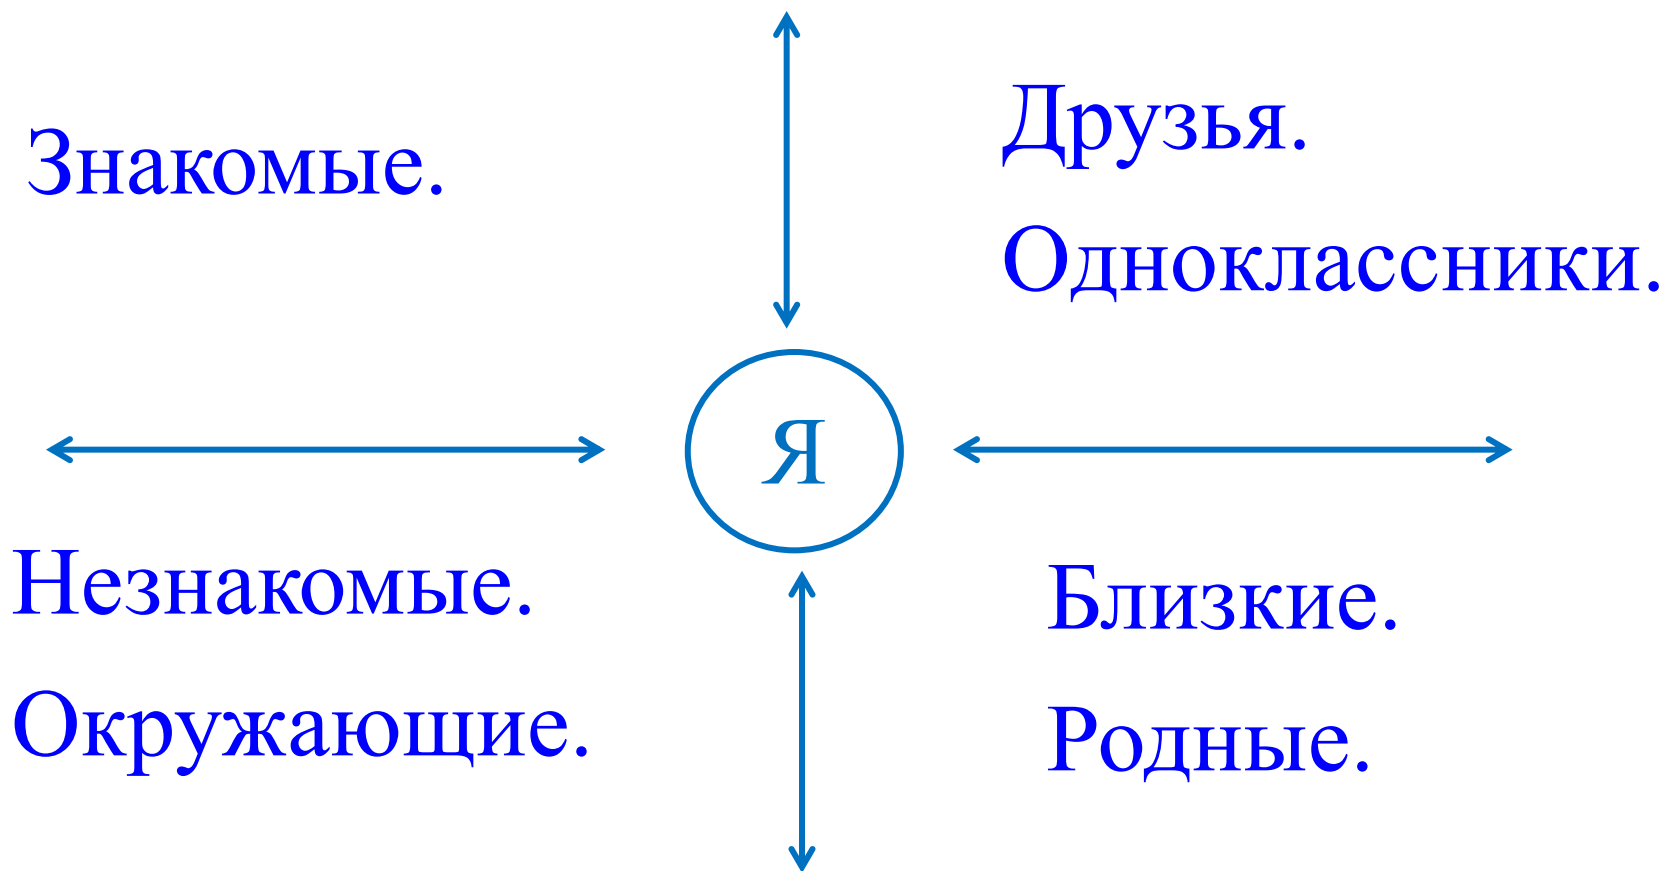 Знакомые.
Друзья.
Одноклассники.
Я
Незнакомые.
Окружающие.
Близкие.
Родные.